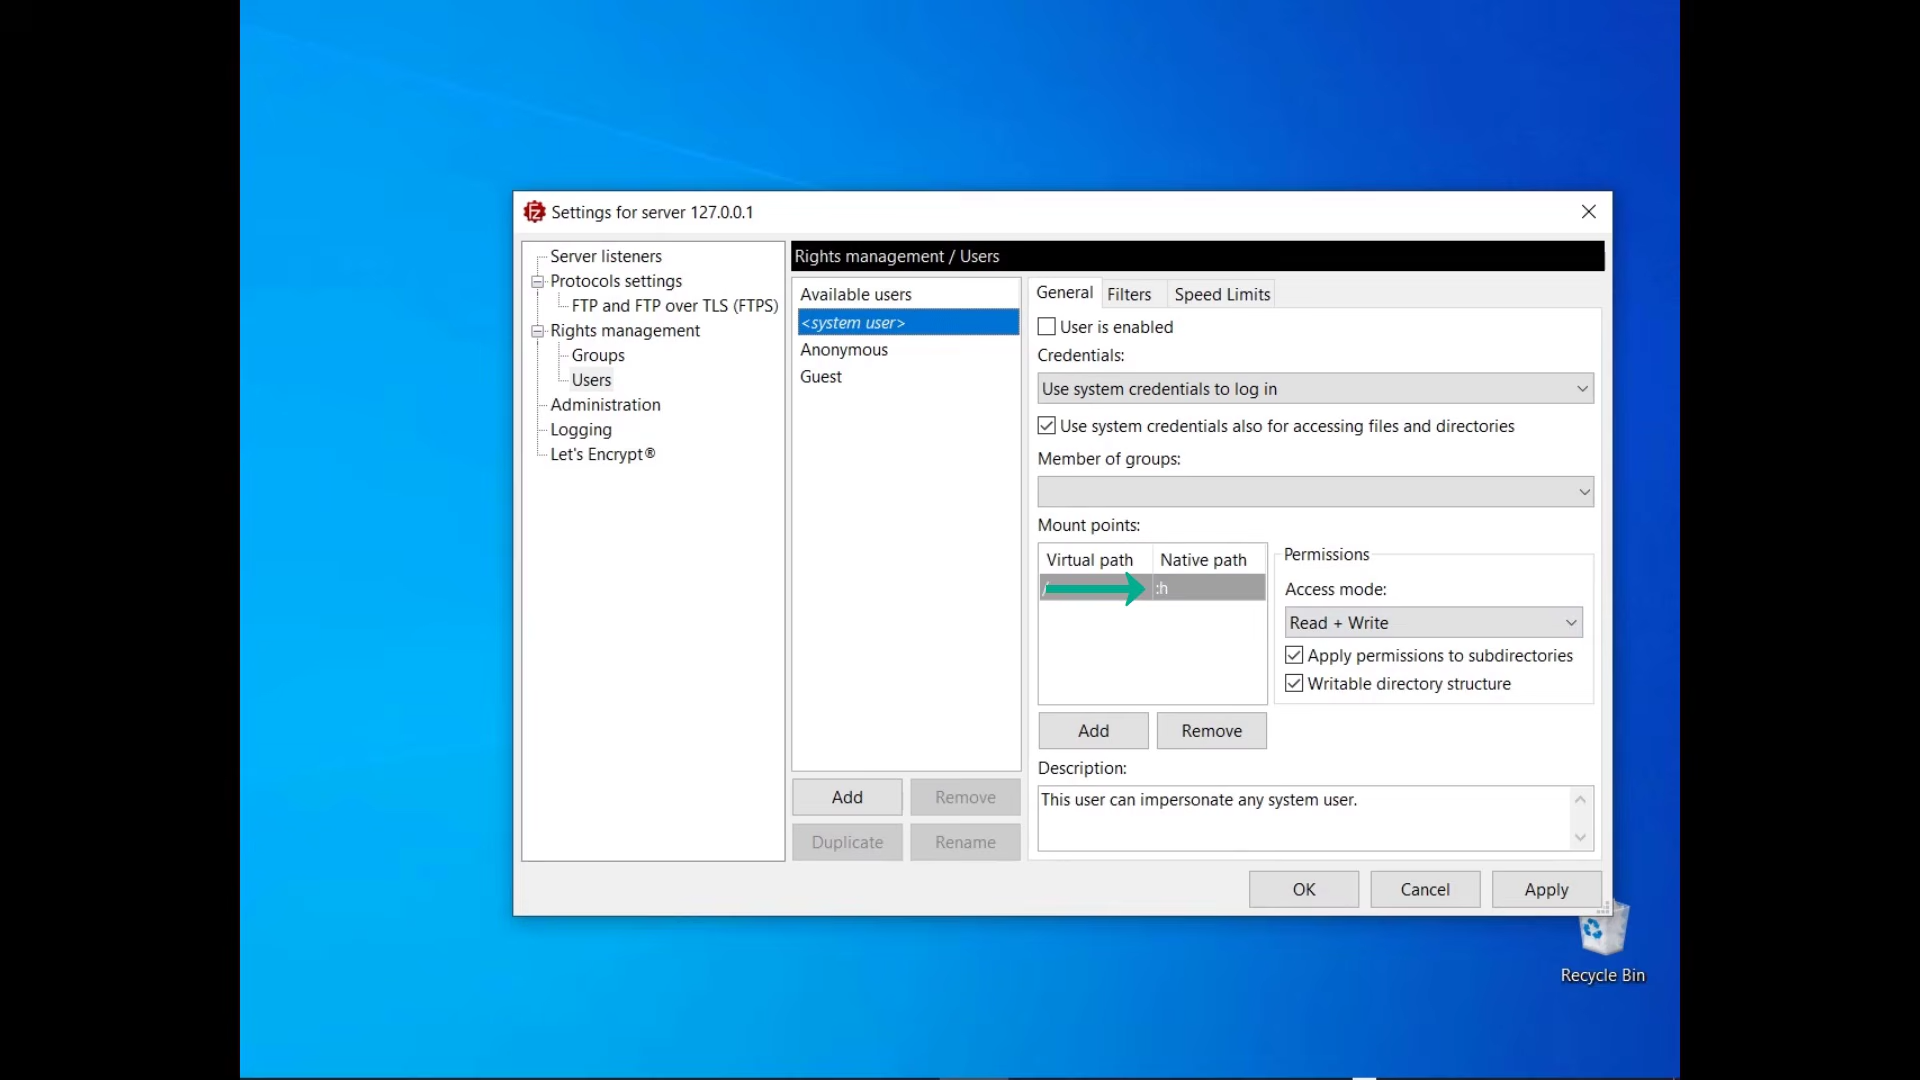 Settings for server 127.0.0.1
Server listeners
Protocols settings
FTP and FTP over TLS (FTPS)
Rights management
Groups
Users
Administration
Logging
Let's Encrypt®
Rights management / Users
Available users
<system user>
Anonymous
Guest
Add
Remove
Duplicate
Rename
General
Filters
Speed Limits
User is enabled
Credentials:
Use system credentials to log in
Use system credentials also for accessing files and directories
Member of groups:
Mount points:
Virtual path
Native path
/
:h
Add
Remove
Permissions
Access mode:
Read + Write
Apply permissions to subdirectories
Writable directory structure
Description:
This user can impersonate any system user.
OK
Cancel
Apply
Recycle Bin